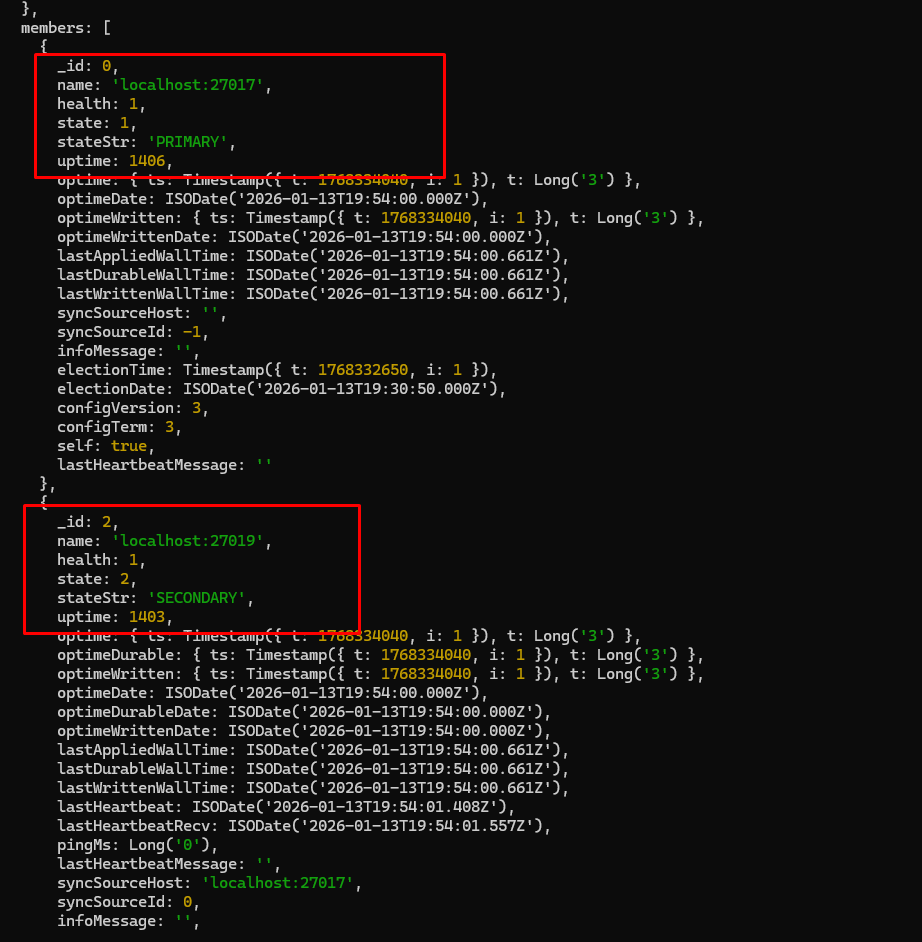 },
members: [
{
_id: 0,
name: 'localhost:27017',
health: 1,
state: 1,
stateStr: 'PRIMARY',
uptime: 1406,
optime: { ts: Timestamp({ t: 1768334040, i: 1 }), t: Long('3') },
optimeDate: ISODate('2026-01-13T19:54:00.000Z'),
optimeWritten: { ts: Timestamp({ t: 1768334040, i: 1 }), t: Long('3') },
optimeWrittenDate: ISODate('2026-01-13T19:54:00.000Z'),
lastAppliedWallTime: ISODate('2026-01-13T19:54:00.661Z'),
lastDurableWallTime: ISODate('2026-01-13T19:54:00.661Z'),
lastWrittenWallTime: ISODate('2026-01-13T19:54:00.661Z'),
syncSourceHost: '',
syncSourceId: -1,
infoMessage: '',
electionTime: Timestamp({ t: 1768332650, i: 1 }),
electionDate: ISODate('2026-01-13T19:30:50.000Z'),
configVersion: 3,
configTerm: 3,
self: true,
lastHeartbeatMessage: ''
},
{
_id: 2,
name: 'localhost:27019',
health: 1,
state: 2,
stateStr: 'SECONDARY',
uptime: 1403,
optime: { ts: Timestamp({ t: 1768334040, i: 1 }), t: Long('3') },
optimeDurable: { ts: Timestamp({ t: 1768334040, i: 1 }), t: Long('3') },
optimeWritten: { ts: Timestamp({ t: 1768334040, i: 1 }), t: Long('3') },
optimeDate: ISODate('2026-01-13T19:54:00.000Z'),
optimeDurableDate: ISODate('2026-01-13T19:54:00.000Z'),
optimeWrittenDate: ISODate('2026-01-13T19:54:00.000Z'),
lastAppliedWallTime: ISODate('2026-01-13T19:54:00.661Z'),
lastDurableWallTime: ISODate('2026-01-13T19:54:00.661Z'),
lastWrittenWallTime: ISODate('2026-01-13T19:54:00.661Z'),
lastHeartbeat: ISODate('2026-01-13T19:54:01.408Z'),
lastHeartbeatRecv: ISODate('2026-01-13T19:54:01.557Z'),
pingMs: Long('0'),
lastHeartbeatMessage: '',
syncSourceHost: 'localhost:27017',
syncSourceId: 0,
infoMessage: '',